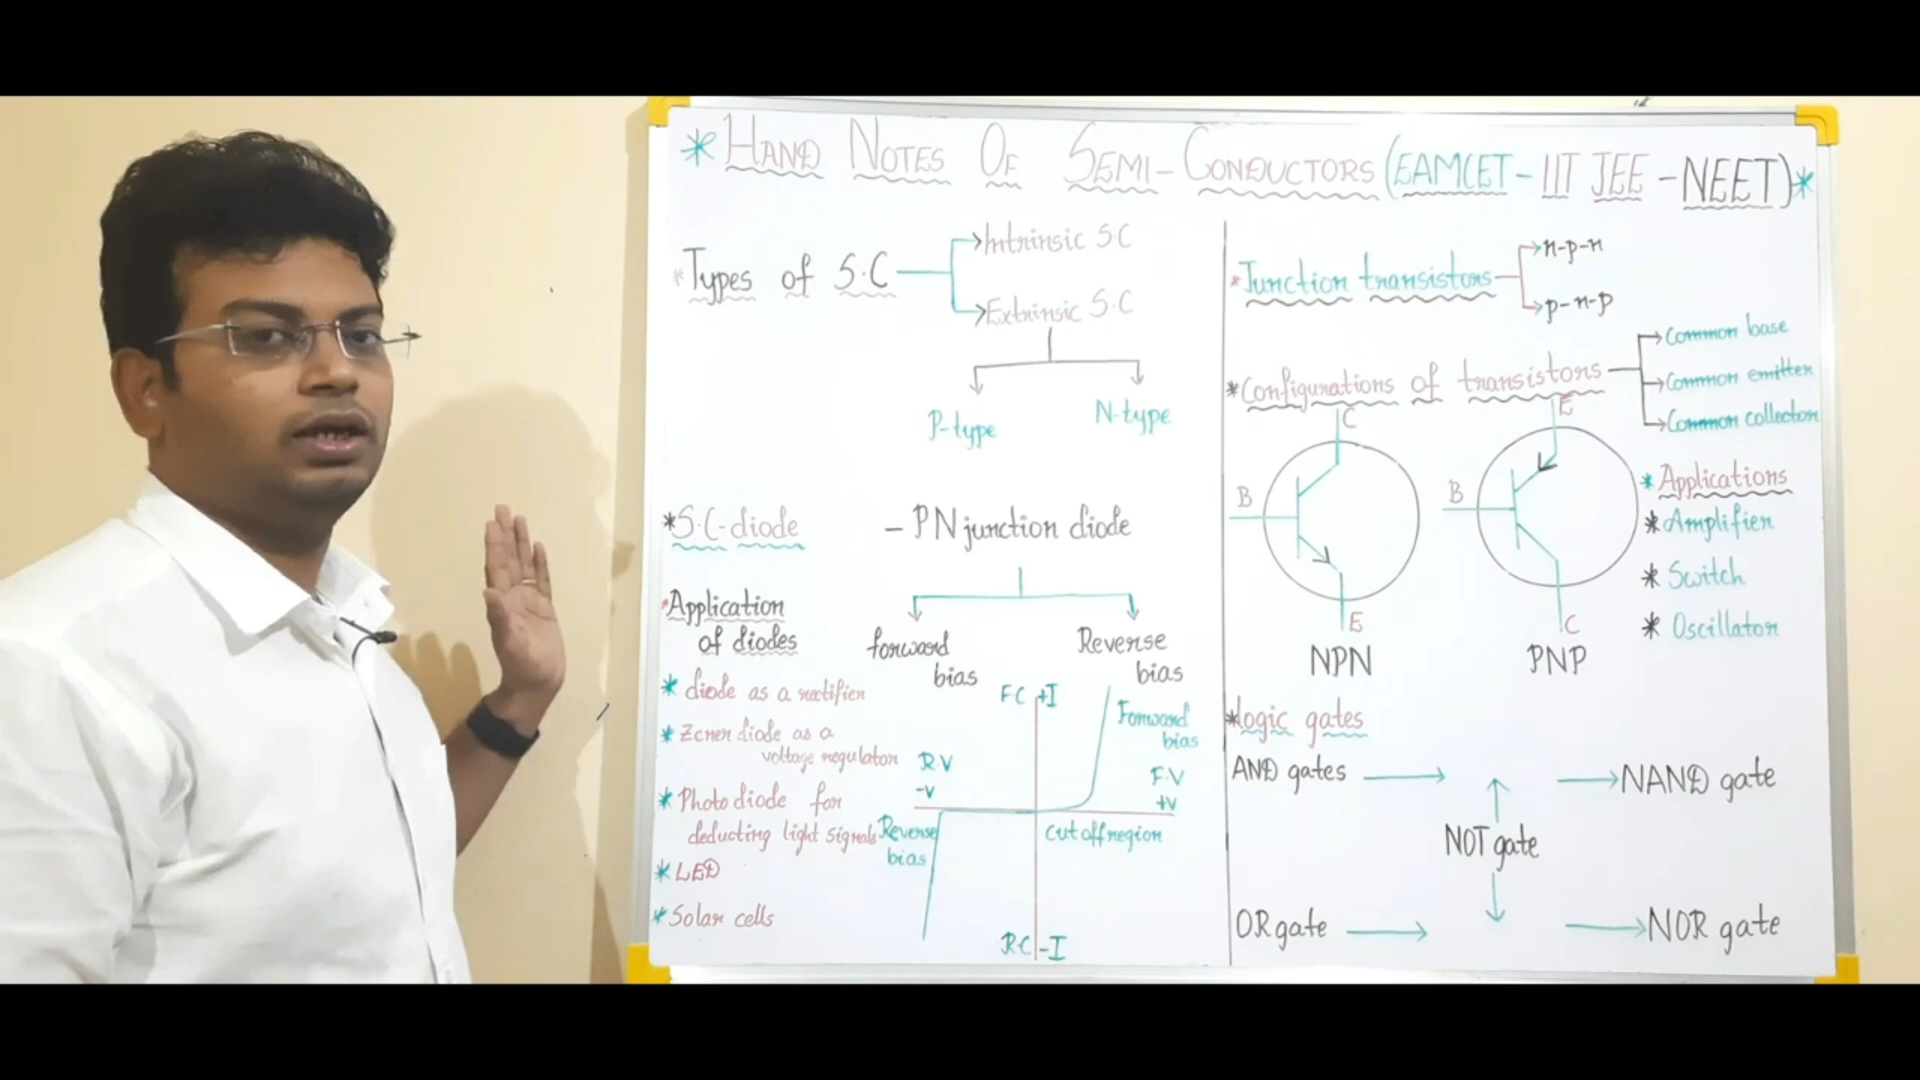 * HAND NOTES OF SEMI-CONDUCTORS (EAMCET-IIT JEE-NEET) *
*Types of S.C
Intrinsic S.C
Extrinsic S.C
P-type
N-type
*S.C-diode
- PN junction diode
forward
bias
Reverse
bias
*Application
of diodes
* diode as a rectifier
* Zener diode as a
voltage regulator
* Photo diode for
deducting light signals
* LED
* Solar cells
F.C +I
Forward
bias
R.V
-V
F.V
+V
Reverse
bias
Cut off region
R.C -I
*Junction transistors
n-p-n
p-n-p
*Configurations of transistors
Common base
Common emitter
Common collector
C
B
E
NPN
E
B
C
PNP
* Applications
* Amplifier
* Switch
* Oscillator
*logic gates
AND gates
NAND gate
NOT gate
OR gate
NOR gate